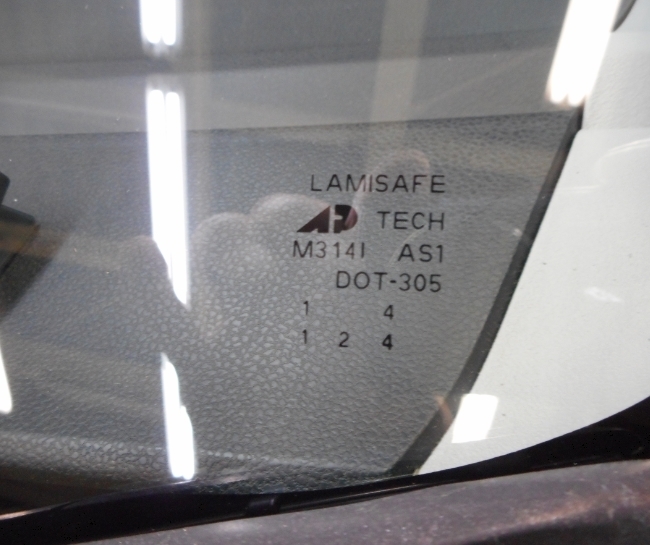 LAMISAFE
AP TECH
M314I AS1
DOT-305
1 4
1 2 4